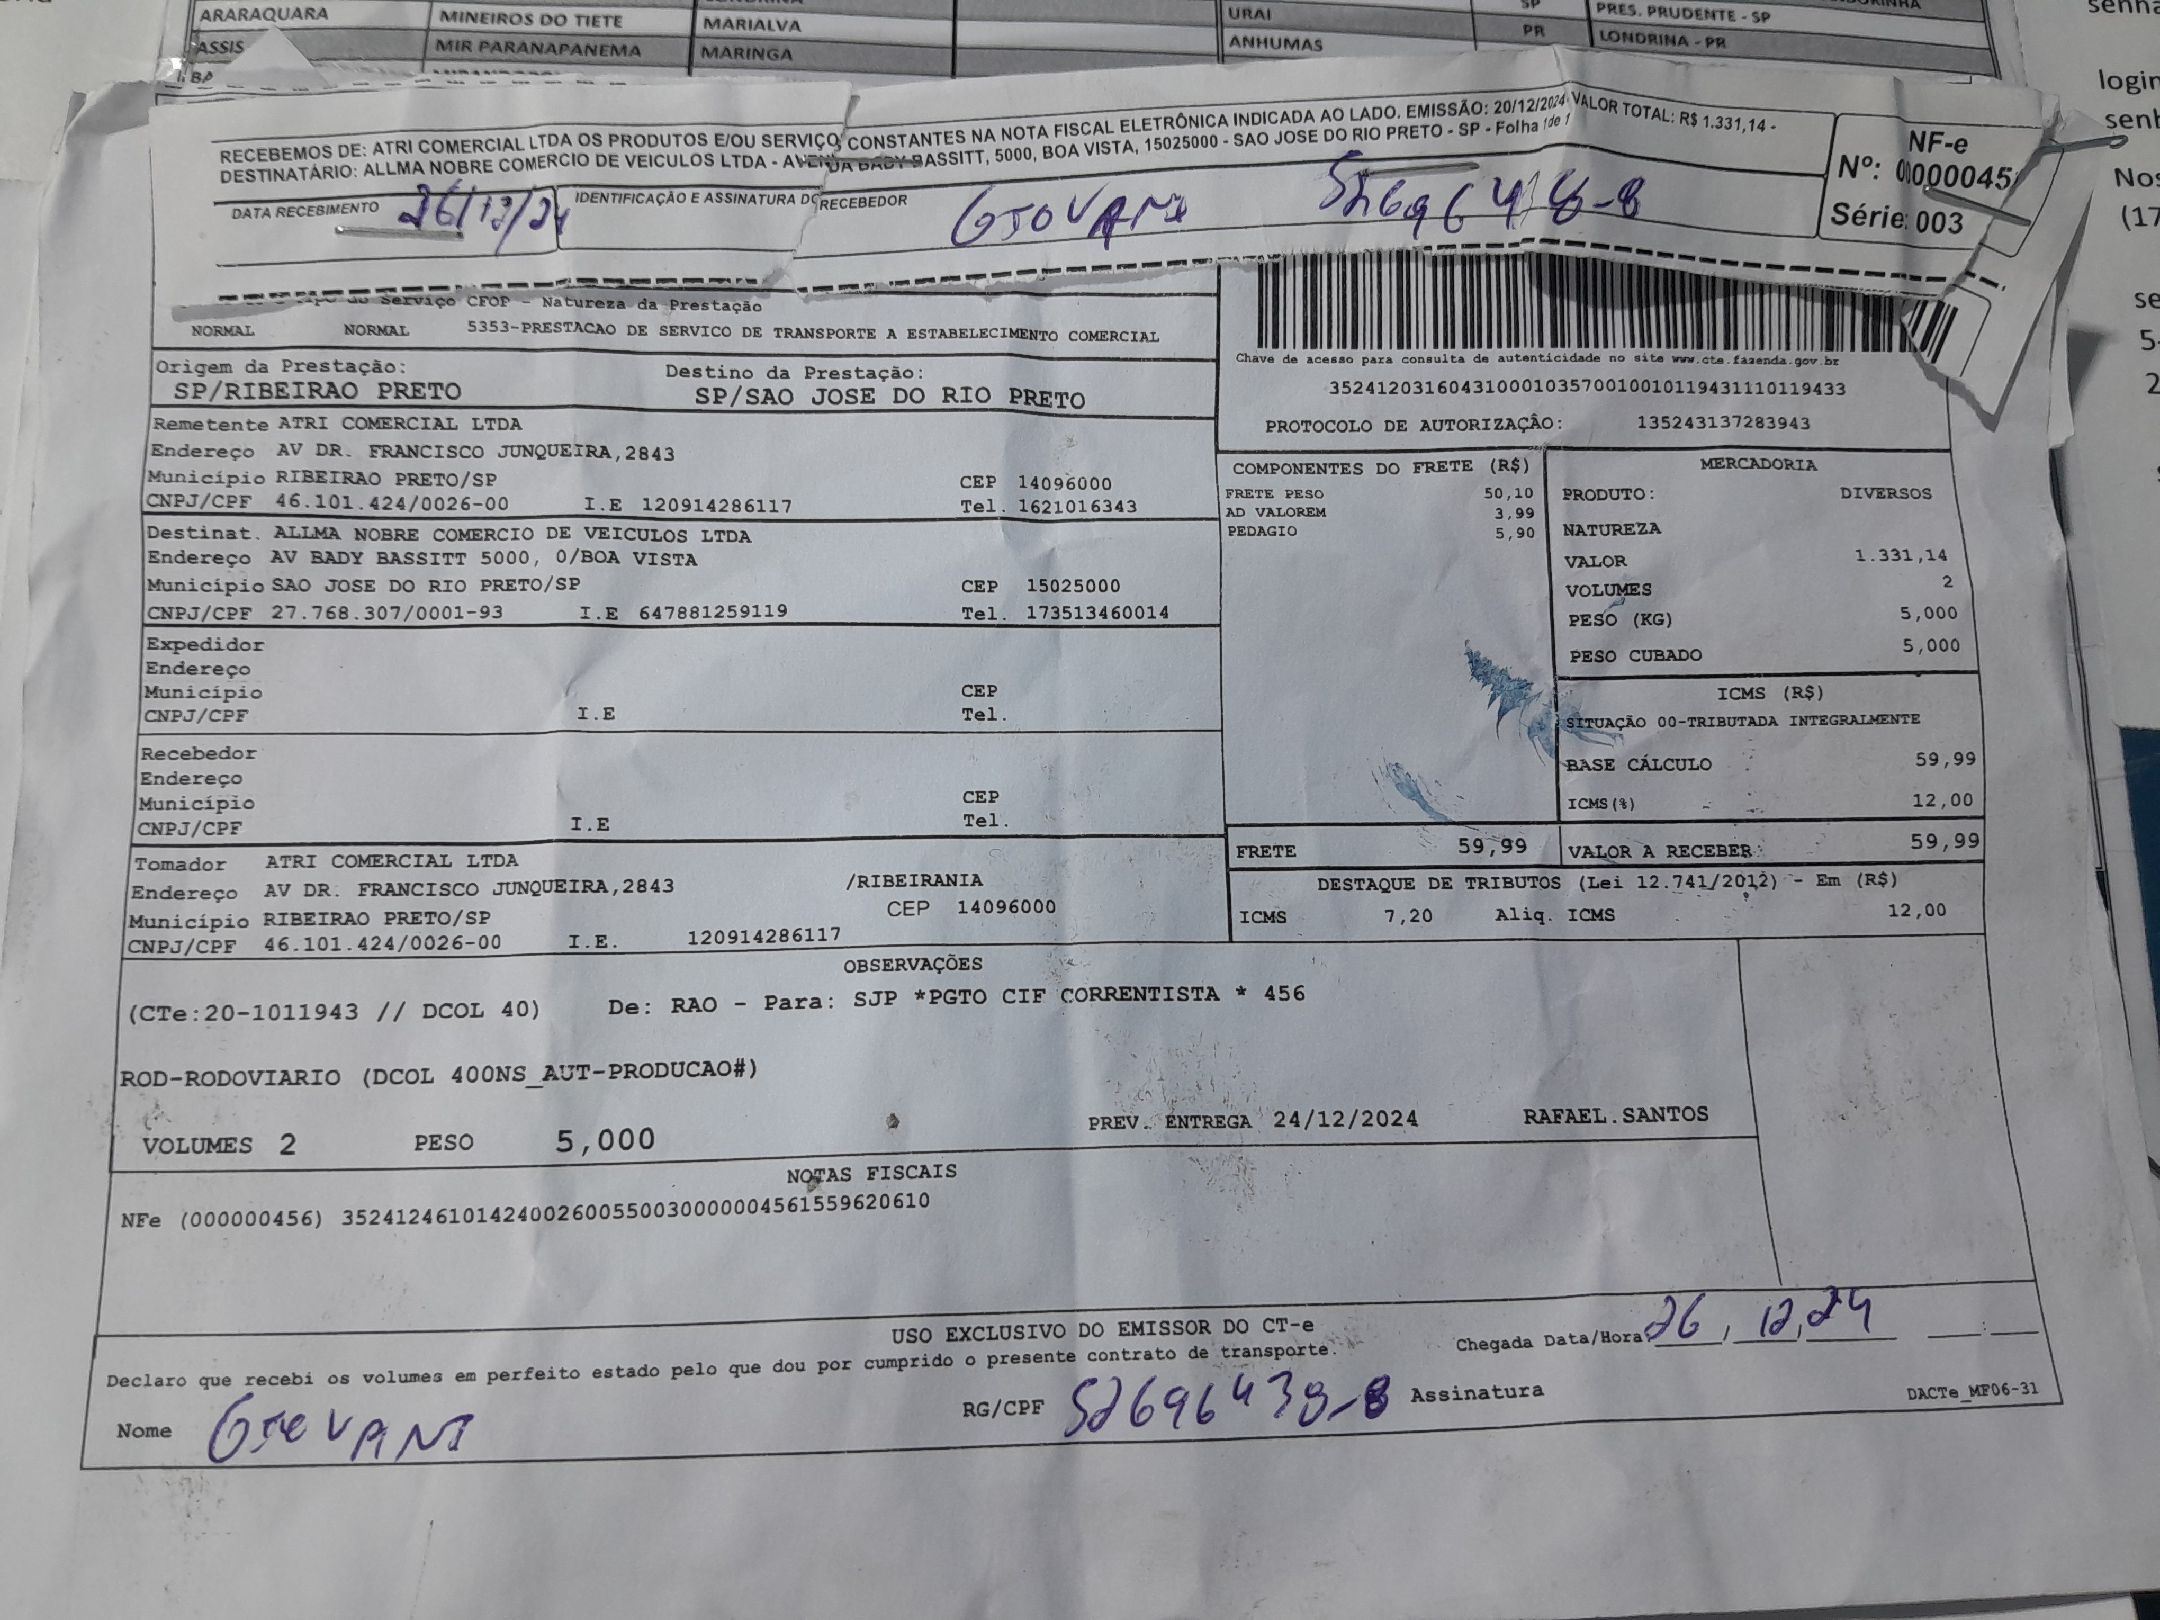 ARARAQUARA MINEIROS DO TIETE MARIALVA URAI SP PRES. PRUDENTE - SP
ASSIS MIR PARANAPANEMA MARINGA ANHUMAS PR LONDRINA - PR
RECEBEMOS DE: ATRI COMERCIAL LTDA OS PRODUTOS E/OU SERVIÇO CONSTANTES NA NOTA FISCAL ELETRÔNICA INDICADA AO LADO. EMISSÃO: 20/12/2024 VALOR TOTAL: R$ 1.331,14 -
DESTINATÁRIO: ALLMA NOBRE COMERCIO DE VEICULOS LTDA - AVENIDA BADY BASSITT, 5000, BOA VISTA, 15025000 - SAO JOSE DO RIO PRETO - SP - Folha 1 de 1
NF-e
Nº: 00000045
Série 003
DATA RECEBIMENTO 26/12/24 IDENTIFICAÇÃO E ASSINATURA DO RECEBEDOR GIOVANI
Serviço CFOP - Natureza da Prestação
NORMAL NORMAL 5353-PRESTACAO DE SERVICO DE TRANSPORTE A ESTABELECIMENTO COMERCIAL
Chave de acesso para consulta de autenticidade no site www.cte.fazenda.gov.br
35241203160431000103570010010119431110119433
PROTOCOLO DE AUTORIZAÇÂO: 135243137283943
Origem da Prestação: Destino da Prestação:
SP/RIBEIRAO PRETO SP/SAO JOSE DO RIO PRETO
Remetente ATRI COMERCIAL LTDA
Endereço AV DR. FRANCISCO JUNQUEIRA,2843
Município RIBEIRAO PRETO/SP CEP 14096000
CNPJ/CPF 46.101.424/0026-00 I.E 120914286117 Tel. 1621016343
Destinat. ALLMA NOBRE COMERCIO DE VEICULOS LTDA
Endereço AV BADY BASSITT 5000, 0/BOA VISTA
Município SAO JOSE DO RIO PRETO/SP CEP 15025000
CNPJ/CPF 27.768.307/0001-93 I.E 647881259119 Tel. 173513460014
Expedidor
Endereço
Município CEP
CNPJ/CPF I.E Tel.
Recebedor
Endereço
Município CEP
CNPJ/CPF I.E Tel.
Tomador ATRI COMERCIAL LTDA
Endereço AV DR. FRANCISCO JUNQUEIRA,2843 /RIBEIRANIA
Município RIBEIRAO PRETO/SP CEP 14096000
CNPJ/CPF 46.101.424/0026-00 I.E. 120914286117
COMPONENTES DO FRETE (R$)
FRETE PESO 50,10
AD VALOREM 3,99
PEDAGIO 5,90
MERCADORIA
PRODUTO: DIVERSOS
NATUREZA
VALOR 1.331,14
VOLUMES 2
PESO (KG) 5,000
PESO CUBADO 5,000
ICMS (R$)
SITUAÇÃO 00-TRIBUTADA INTEGRALMENTE
BASE CÁLCULO 59,99
ICMS(%) 12,00
FRETE 59,99 VALOR A RECEBER: 59,99
DESTAQUE DE TRIBUTOS (Lei 12.741/2012) - Em (R$)
ICMS 7,20 Aliq. ICMS 12,00
OBSERVAÇÕES
(CTe:20-1011943 // DCOL 40) De: RAO - Para: SJP *PGTO CIF CORRENTISTA * 456
ROD-RODOVIARIO (DCOL 400NS_AUT-PRODUCAO#)
VOLUMES 2 PESO 5,000 PREV. ENTREGA 24/12/2024 RAFAEL.SANTOS
NOTAS FISCAIS
NFe (000000456) 35241246101424002600550030000004561559620610
USO EXCLUSIVO DO EMISSOR DO CT-e
Declaro que recebi os volumes em perfeito estado pelo que dou por cumprido o presente contrato de transporte. Chegada Data/Hora 26/12/24
Nome GIOVANI RG/CPF 52696438-8 Assinatura DACTe_MF06-31